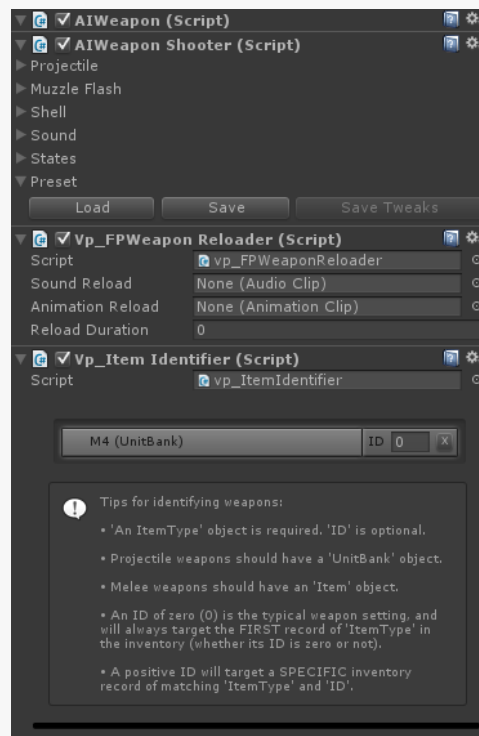 AIWeapon (Script)
AIWeapon Shooter (Script)
Projectile
Muzzle Flash
Shell
Sound
States
Preset
Load Save Save Tweaks
Vp_FPWeapon Reloader (Script)
Script vp_FPWeaponReloader
Sound Reload None (Audio Clip)
Animation Reload None (Animation Clip)
Reload Duration 0
Vp_Item Identifier (Script)
Script vp_ItemIdentifier
M4 (UnitBank) ID 0 X
Tips for identifying weapons:
• 'An ItemType' object is required. 'ID' is optional.
• Projectile weapons should have a 'UnitBank' object.
• Melee weapons should have an 'Item' object.
• An ID of zero (0) is the typical weapon setting, and
will always target the FIRST record of 'ItemType' in
the inventory (whether its ID is zero or not).
• A positive ID will target a SPECIFIC inventory
record of matching 'ItemType' and 'ID'.